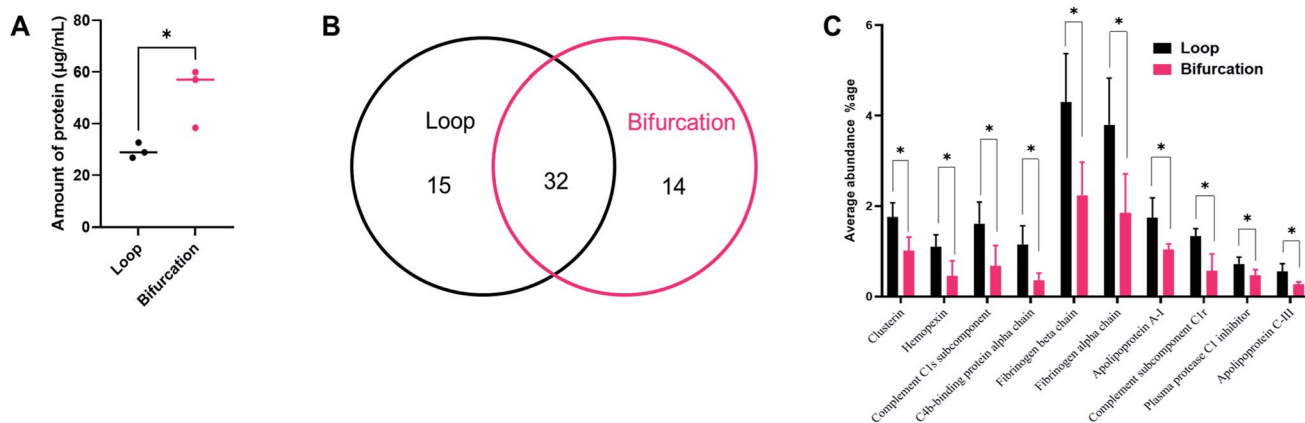 A
Amount of protein (µg/mL)
80
60
40
20
0
*
Loop
Bifurcation
B
Loop
Bifurcation
15
32
14
C
Average abundance %age
6
4
2
0
Loop
Bifurcation
*
*
*
*
*
*
*
*
*
*
Clusterin
Hemopexin
Complement C1s subcomponent
C4b-binding protein alpha chain
Fibrinogen beta chain
Fibrinogen alpha chain
Apolipoprotein A-I
Complement subcomponent C1r
Plasma protease C1 inhibitor
Apolipoprotein C-III